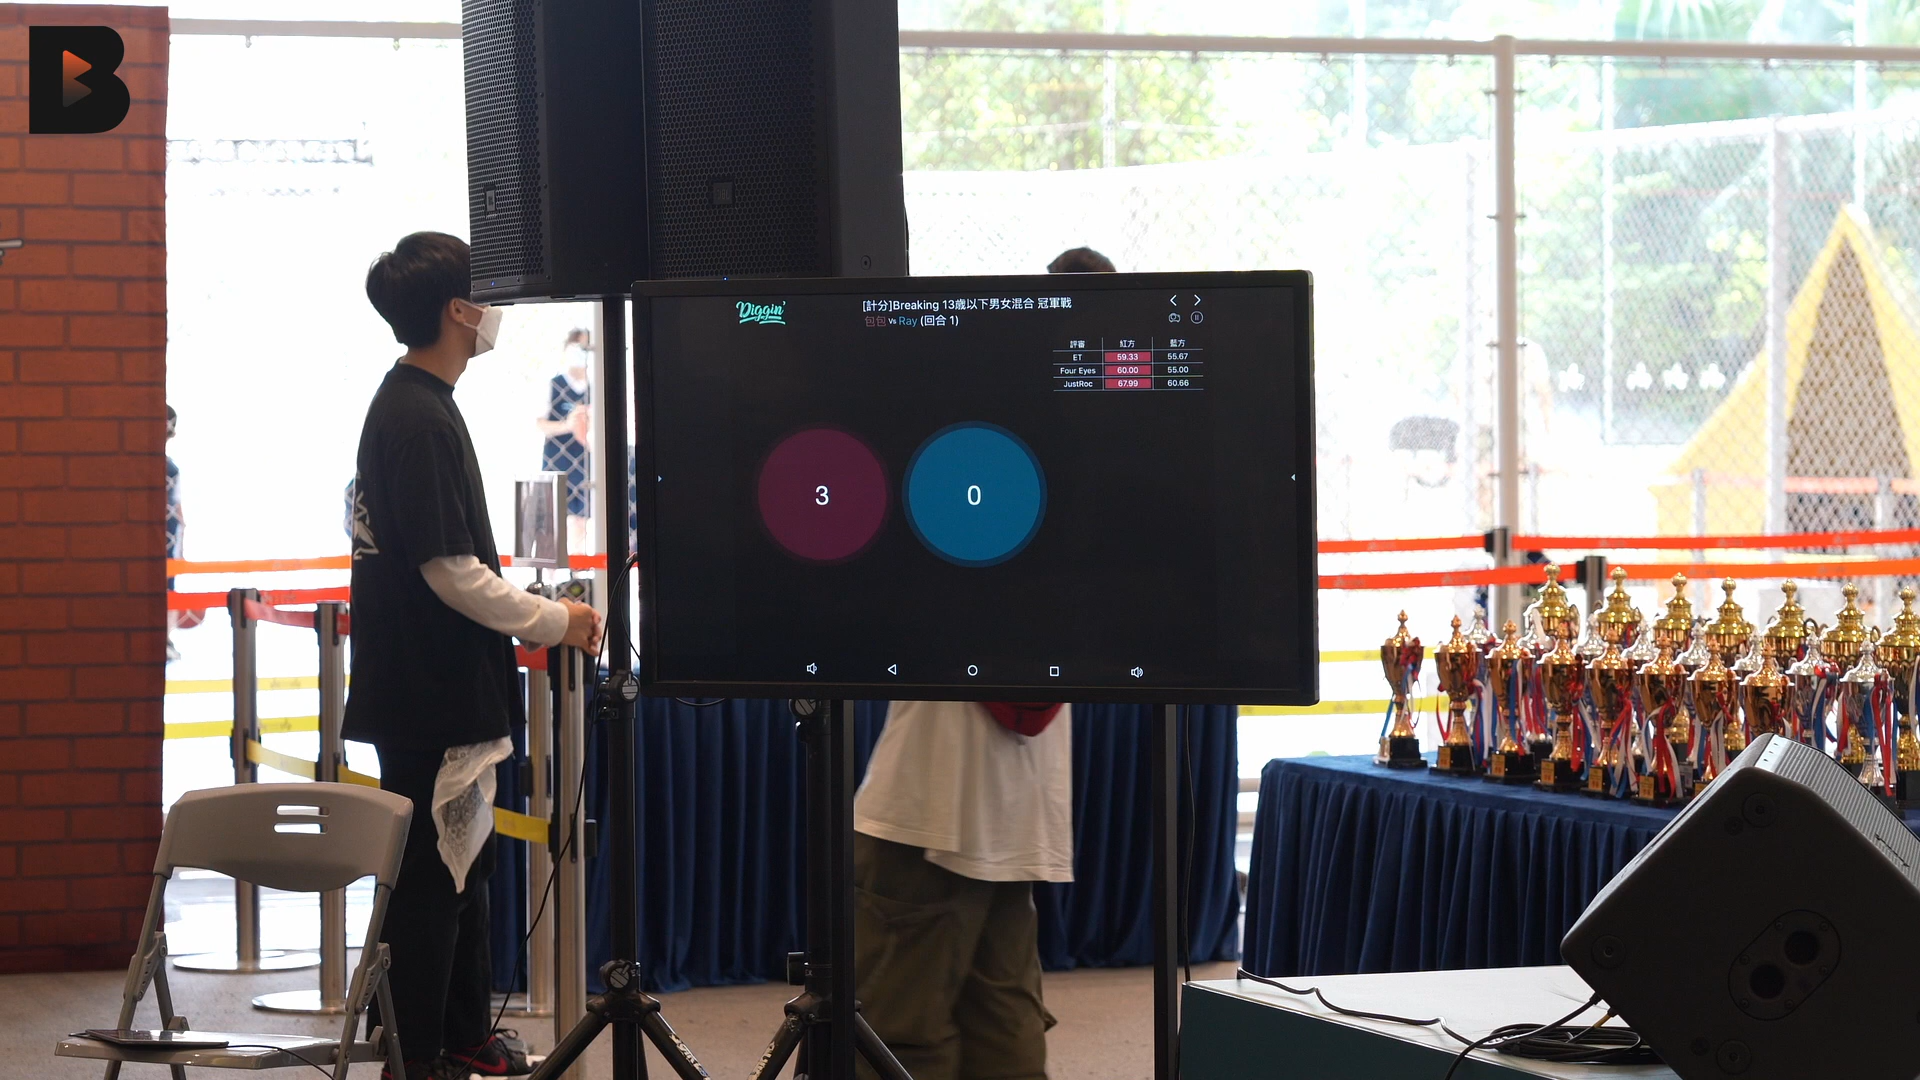 Diggin'
[計分]Breaking 13歳以下男女混合 冠軍戰
包包 Vs Ray (回合 1)
評審 紅方 藍方
ET 59.33 55.67
Four Eyes 60.00 55.00
JustRoc 67.99 60.66
3 0